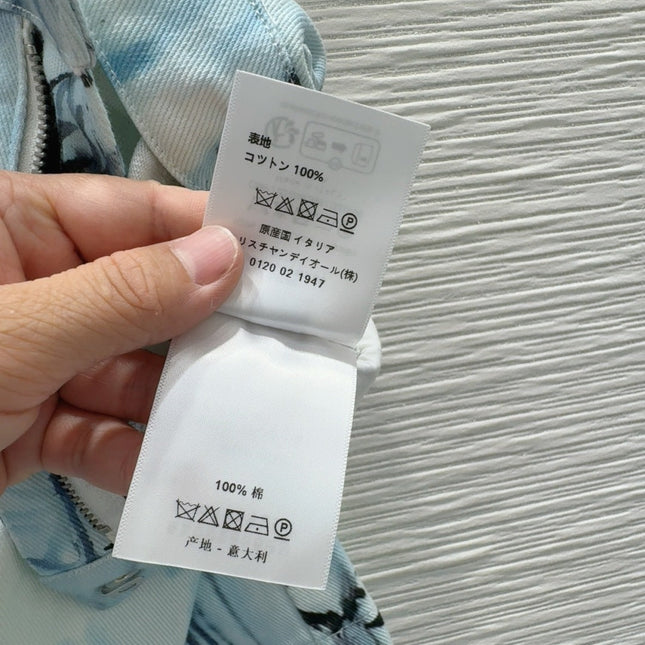 表地
コットン 100%
P
原産国 イタリア
リスチャンディオール(株)
0120 02 1947
100% 棉
P
产地 - 意大利